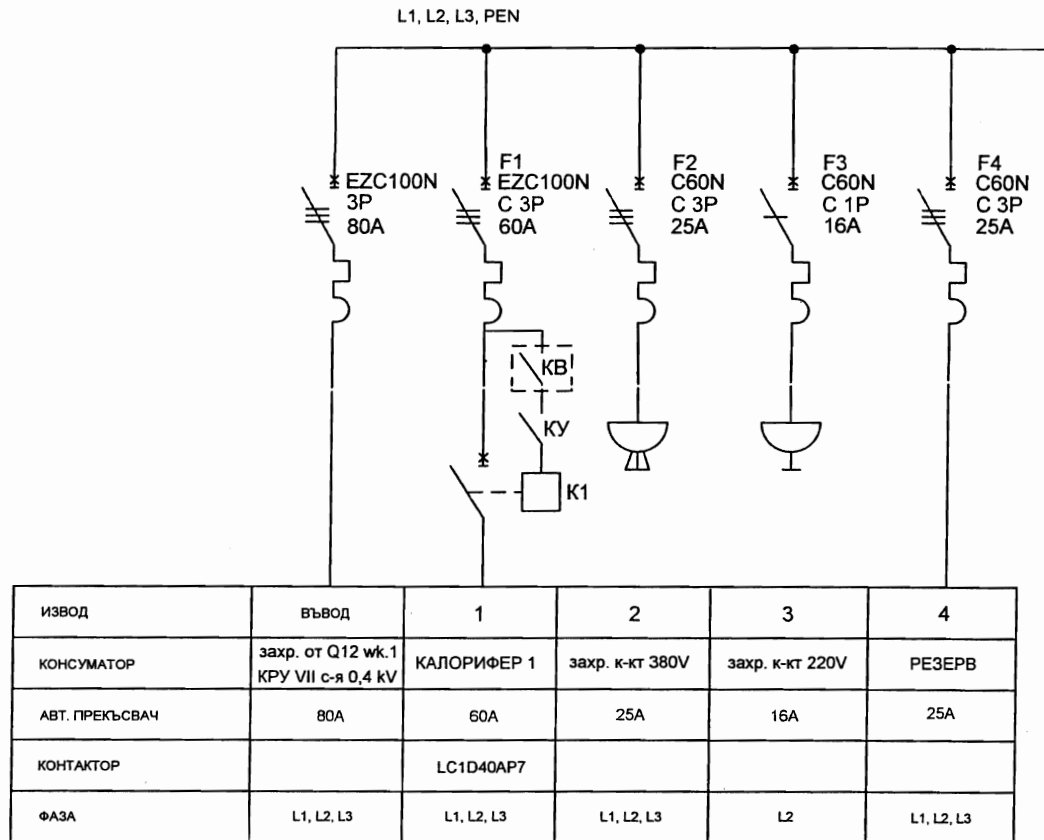 L1, L2, L3, PEN
EZC100N
3P
80A
F1
EZC100N
C 3P
60A
F2
C60N
C 3P
25A
F3
C60N
C 1P
16A
F4
C60N
C 3P
25A
КВ
КУ
К1
ИЗВОД
ВЪВОД
1
2
3
4
КОНСУМАТОР
захр. от Q12 wk.1
КРУ VII с-я 0,4 kV
КАЛОРИФЕР 1
захр. к-кт 380V
захр. к-кт 220V
РЕЗЕРВ
АВТ. ПРЕКЪСВАЧ
80A
60A
25A
16A
25A
КОНТАКТОР
LC1D40AP7
ФАЗА
L1, L2, L3
L1, L2, L3
L1, L2, L3
L2
L1, L2, L3